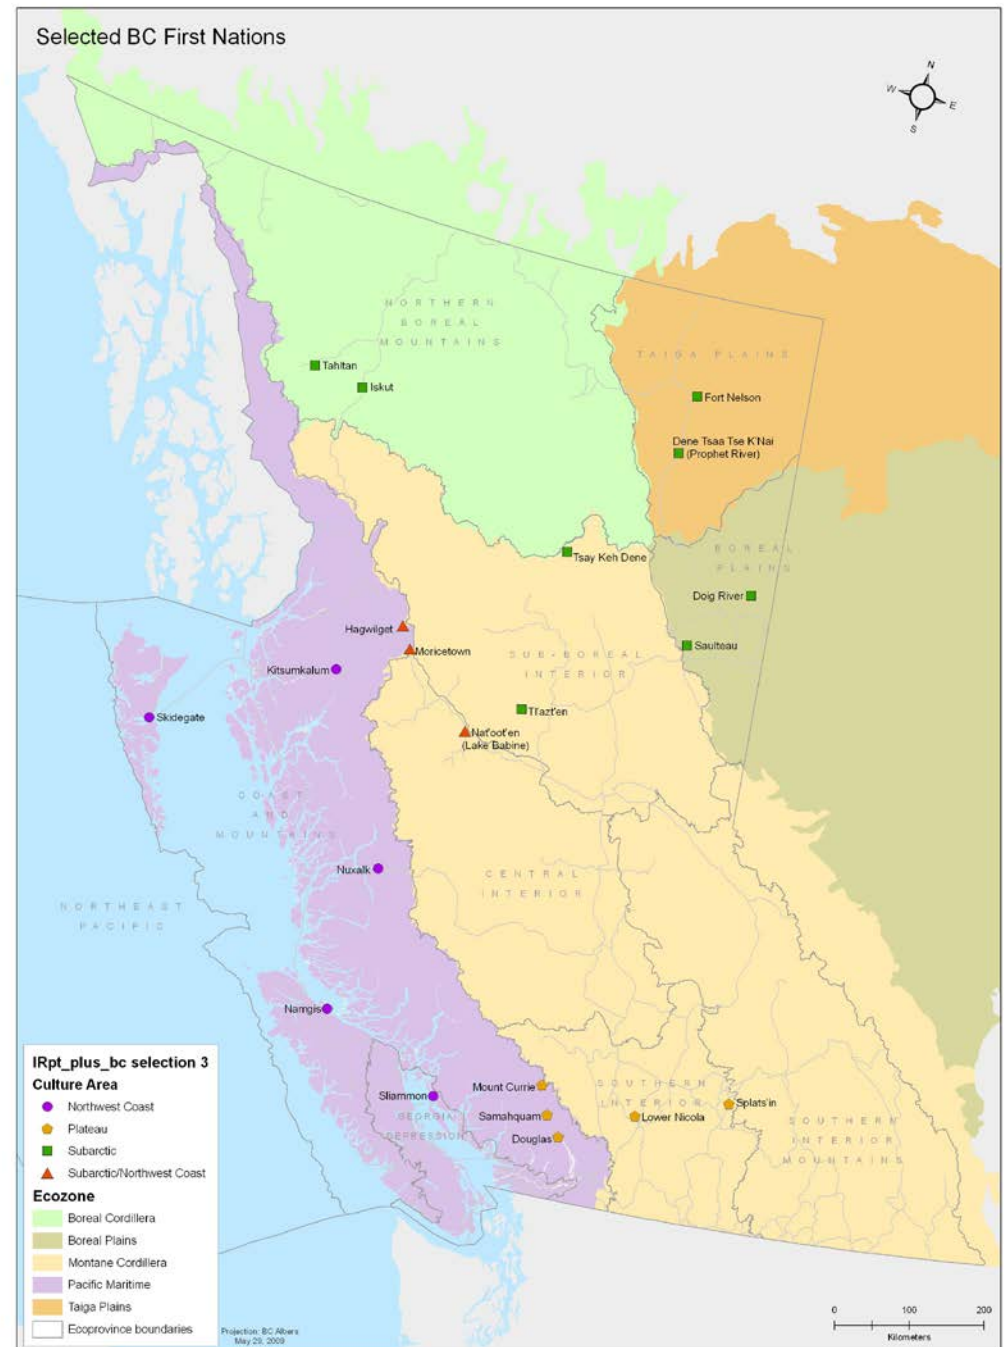 Selected BC First Nations
N
W
E
S
NORTHERN
BOREAL
MOUNTAINS
TAIGA PLAINS
Tahltan
Iskut
Fort Nelson
Dene Tsaa Tse K'Nai
(Prophet River)
Tsay Keh Dene
BOREAL
PLAINS
Doig River
Hagwilget
Moricetown
Saulteau
SUB-BOREAL
INTERIOR
Kitsumkalum
Skidegate
Tl'azt'en
Nat'oot'en
(Lake Babine)
COAST
AND
MOUNTAINS
Nuxalk
CENTRAL
INTERIOR
NORTHEAST
PACIFIC
Namgis
Mount Currie
SOUTHERN
INTERIOR
Sliammon
Splats'in
GEORGIA
DEPRESSION
Samahquam
Lower Nicola
Douglas
SOUTHERN
INTERIOR
MOUNTAINS
IRpt_plus_bc selection 3
Culture Area
Northwest Coast
Plateau
Subarctic
Subarctic/Northwest Coast
Ecozone
Boreal Cordillera
Boreal Plains
Montane Cordillera
Pacific Maritime
Taiga Plains
Ecoprovince boundaries
Projection: BC Albers
May 29, 2009
0 100 200
Kilometers